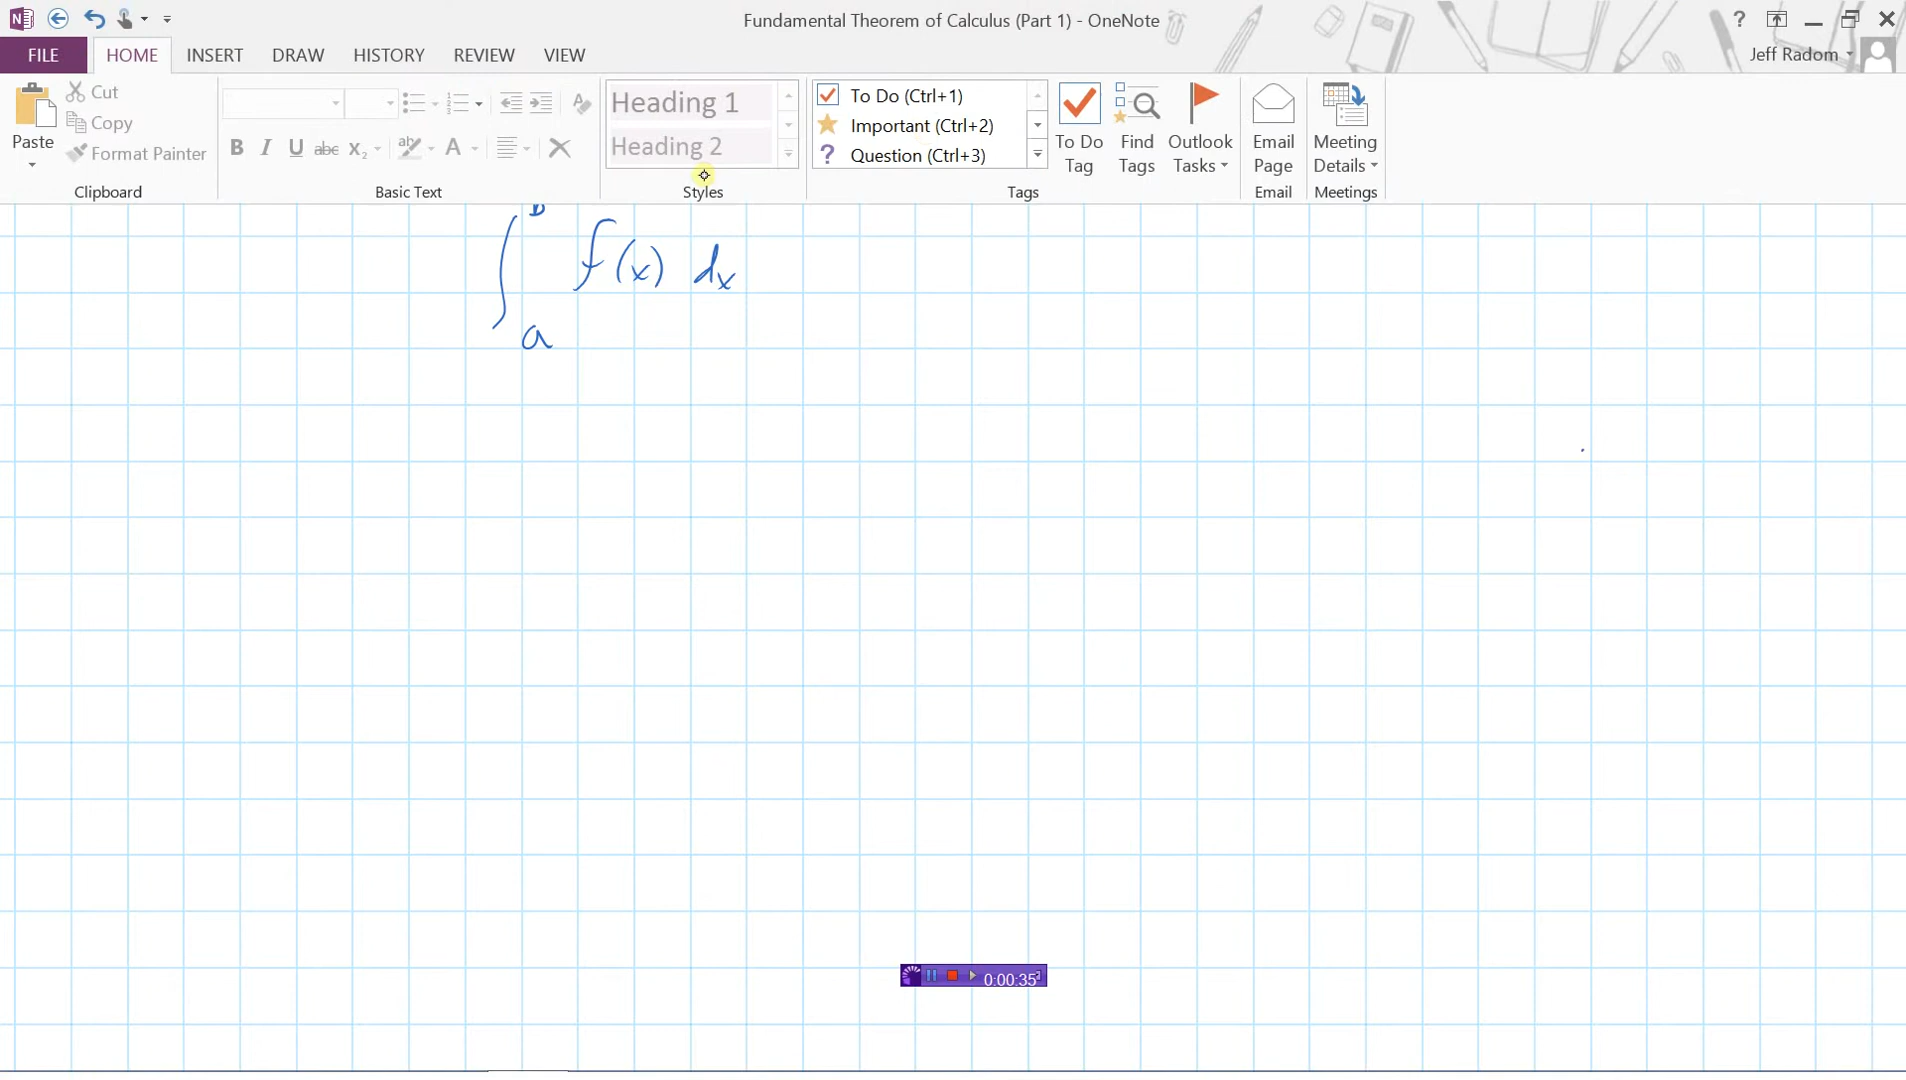 Fundamental Theorem of Calculus (Part 1) - OneNote
?
FILE HOME INSERT DRAW HISTORY REVIEW VIEW
Jeff Radom
Paste
Cut
Copy
Format Painter
Clipboard
B I U abc X₂ ab A
Basic Text
Heading 1
Heading 2
Styles
To Do (Ctrl+1)
Important (Ctrl+2)
? Question (Ctrl+3)
Tags
To Do Tag
Find Tags
Outlook Tasks
Email Page
Email
Meeting Details
Meetings
b
∫ f(x) dx
a
0:00:35